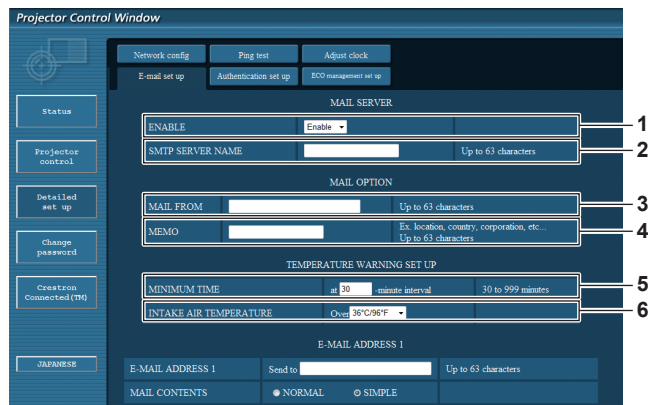 Projector Control Window
Network config Ping test Adjust clock
E-mail set up Authentication set up ECO management set up
Status
Projector
control
Detailed
set up
Change
password
Crestron
Connected(TM)
JAPANESE
MAIL SERVER
ENABLE Enable 1
SMTP SERVER NAME Up to 63 characters 2
MAIL OPTION
MAIL FROM Up to 63 characters 3
MEMO Ex. location, country, corporation, etc... 4
Up to 63 characters
TEMPERATURE WARNING SET UP
MINIMUM TIME at 30 -minute interval 30 to 999 minutes 5
INTAKE AIR TEMPERATURE Over 36°C/96°F 6
E-MAIL ADDRESS 1
E-MAIL ADDRESS 1 Send to Up to 63 characters
MAIL CONTENTS NORMAL SIMPLE